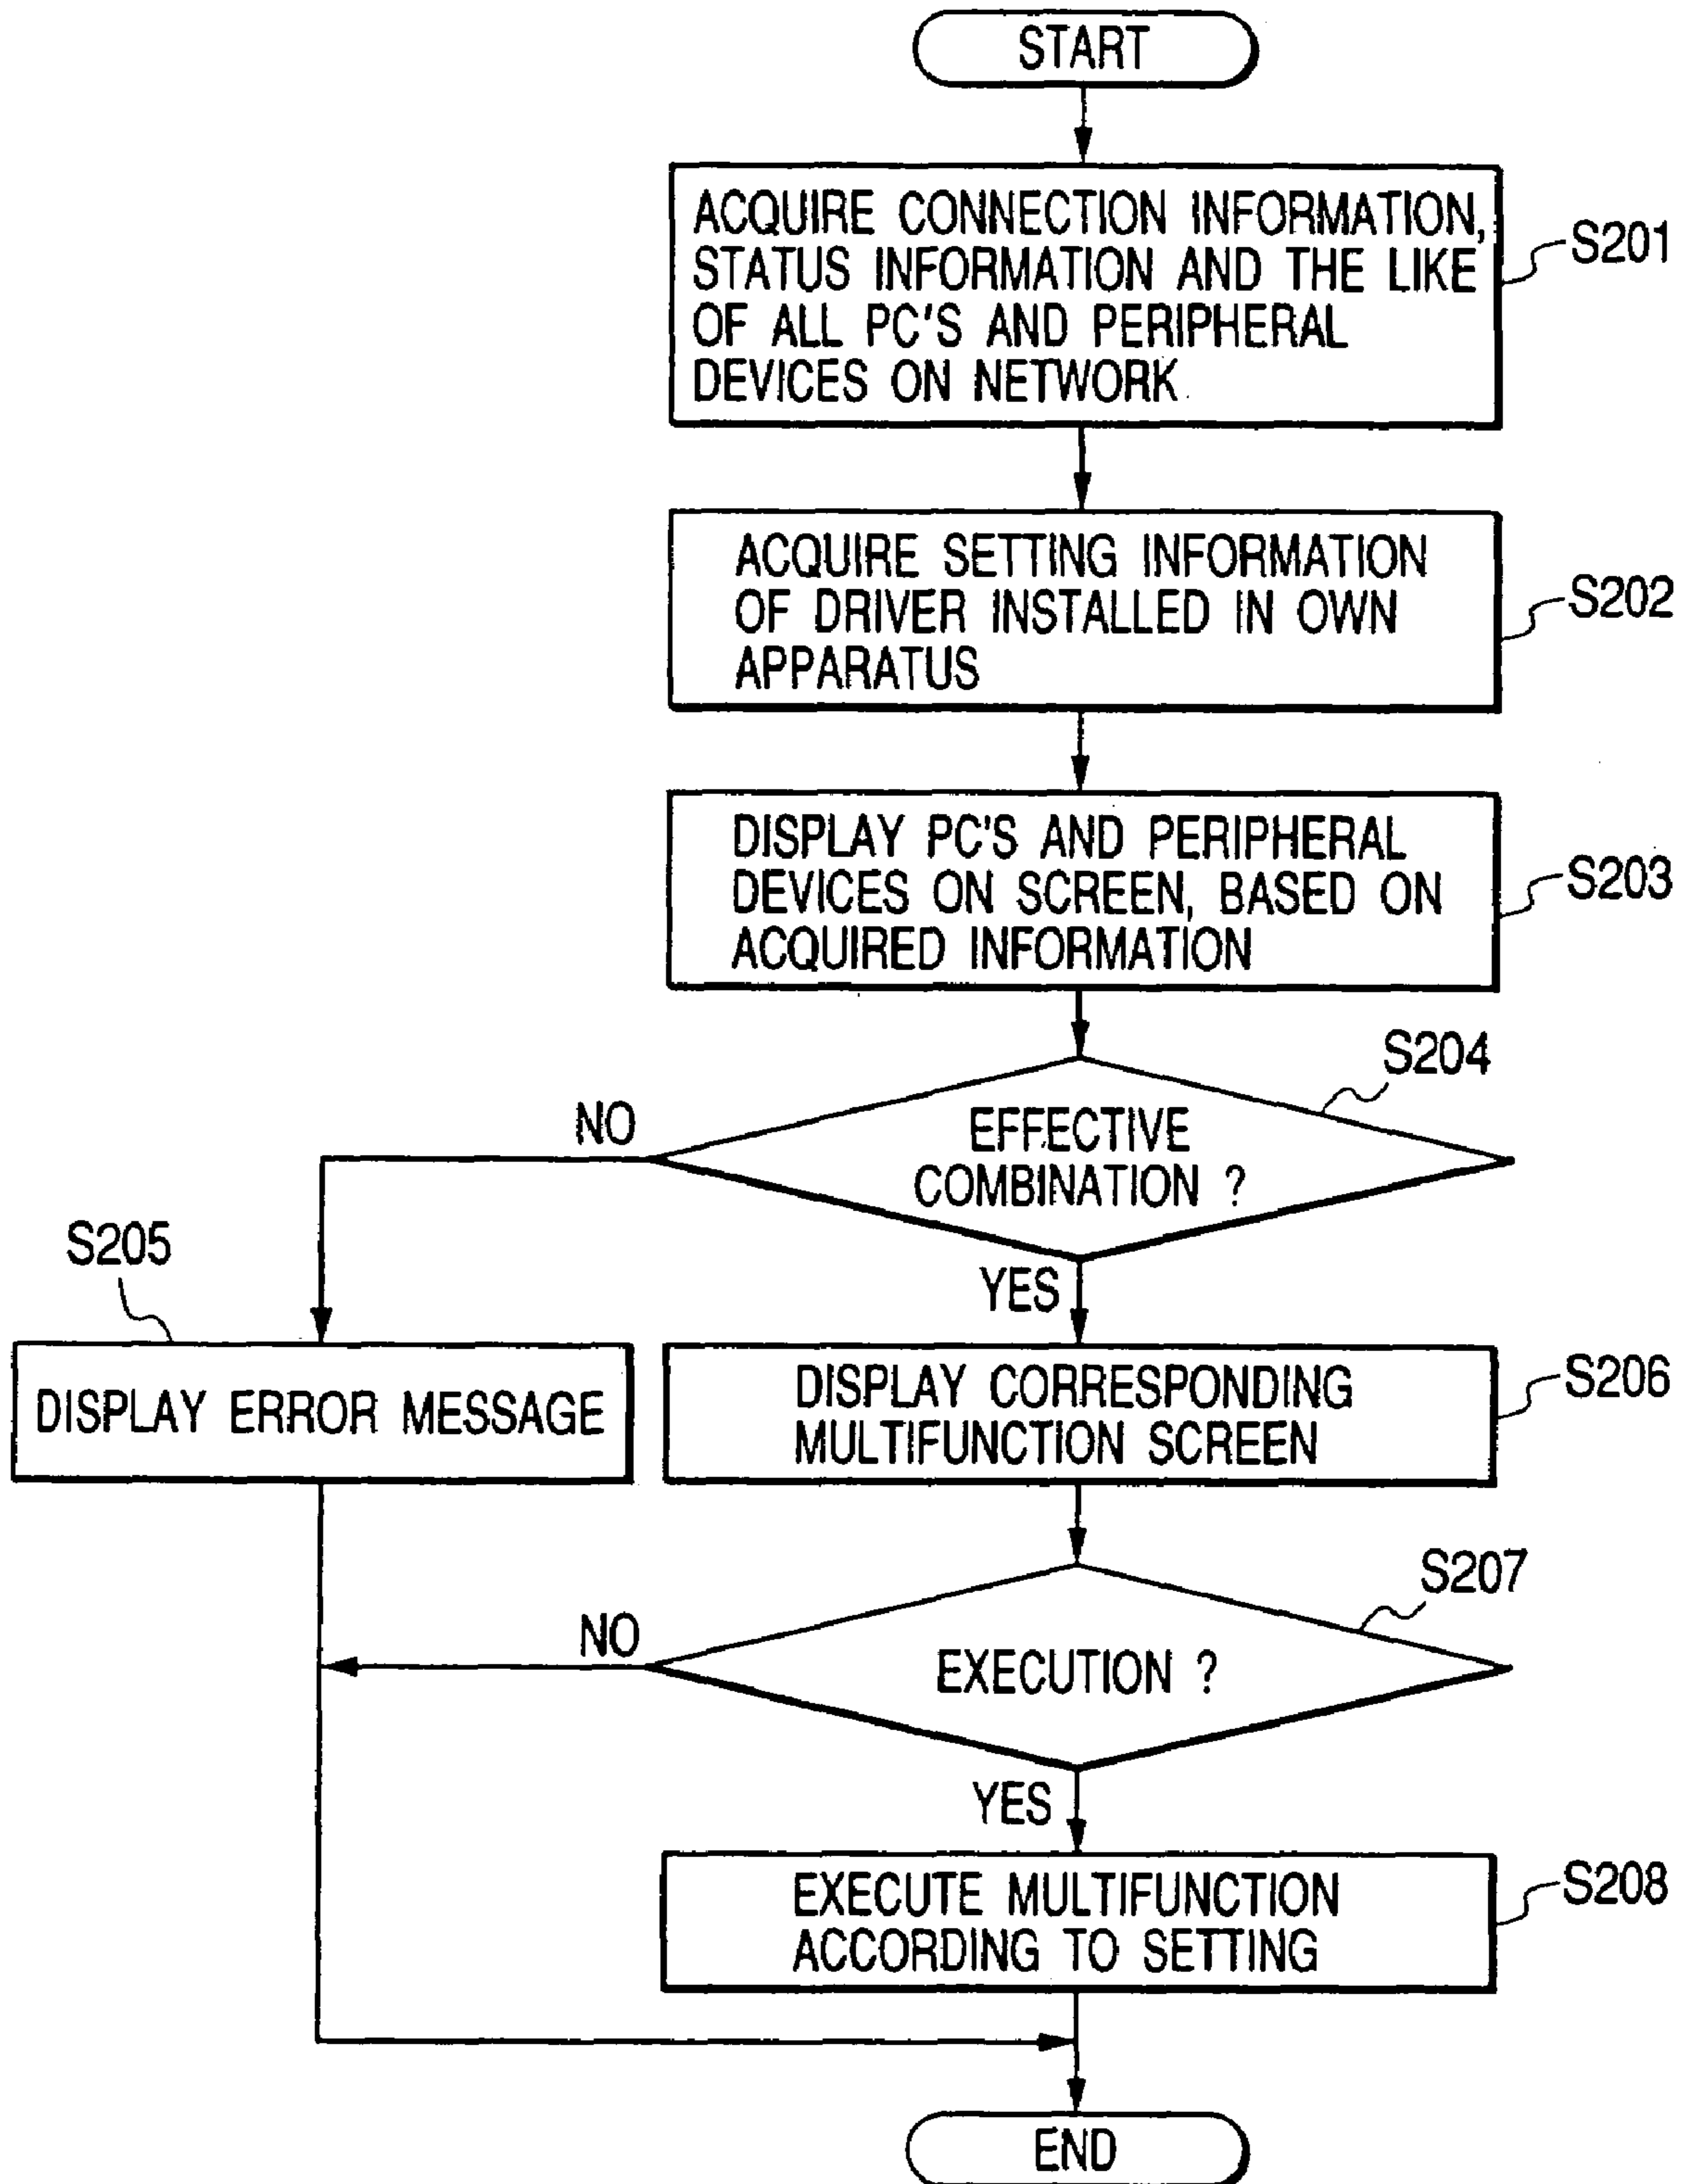 START
ACQUIRE CONNECTION INFORMATION,
STATUS INFORMATION AND THE LIKE
OF ALL PC'S AND PERIPHERAL
DEVICES ON NETWORK
S201
ACQUIRE SETTING INFORMATION
OF DRIVER INSTALLED IN OWN
APPARATUS
S202
DISPLAY PC'S AND PERIPHERAL
DEVICES ON SCREEN, BASED ON
ACQUIRED INFORMATION
S203
S204
NO
EFFECTIVE
COMBINATION ?
YES
S205
DISPLAY ERROR MESSAGE
DISPLAY CORRESPONDING
MULTIFUNCTION SCREEN
S206
S207
NO
EXECUTION ?
YES
EXECUTE MULTIFUNCTION
ACCORDING TO SETTING
S208
END